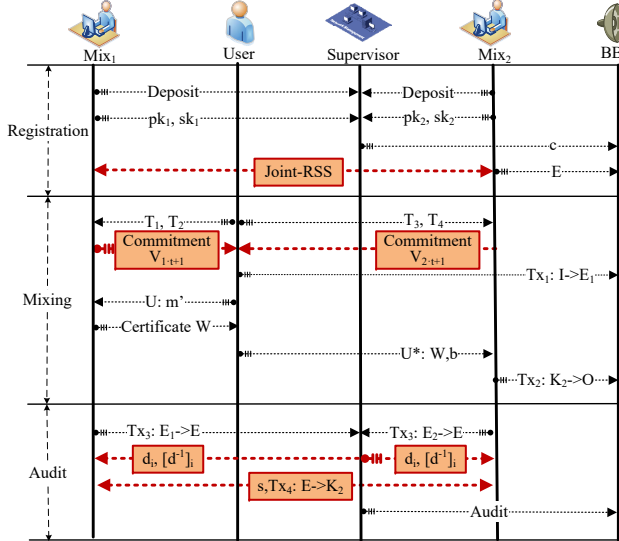 Mix₁ User Supervisor Mix₂ BB
Registration
Deposit Deposit
pk₁, sk₁ pk₂, sk₂
c
Joint-RSS E
Mixing
T₁, T₂ T₃, T₄
Commitment V₁·ₜ₊₁ Commitment V₂·ₜ₊₁
Tx₁: I->E₁
U: m’
Certificate W
U*: W,b
Tx₂: K₂->O
Audit
Tx₃: E₁->E Tx₃: E₂->E
dᵢ, [d⁻¹]ᵢ dᵢ, [d⁻¹]ᵢ
s,Tx₄: E->K₂
Audit